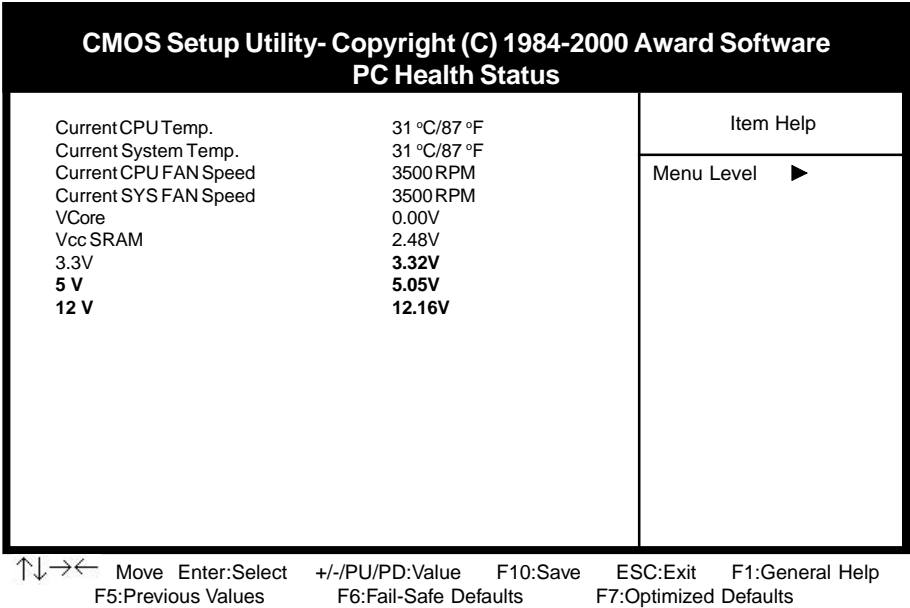 CMOS Setup Utility- Copyright (C) 1984-2000 Award Software
PC Health Status
Current CPU Temp. 31 °C/87 °F
Current System Temp. 31 °C/87 °F
Current CPU FAN Speed 3500 RPM
Current SYS FAN Speed 3500 RPM
VCore 0.00V
Vcc SRAM 2.48V
3.3V 3.32V
5 V 5.05V
12 V 12.16V
Item Help
Menu Level ▶
↑↓→← Move Enter:Select +/-/PU/PD:Value F10:Save ESC:Exit F1:General Help
F5:Previous Values F6:Fail-Safe Defaults F7:Optimized Defaults